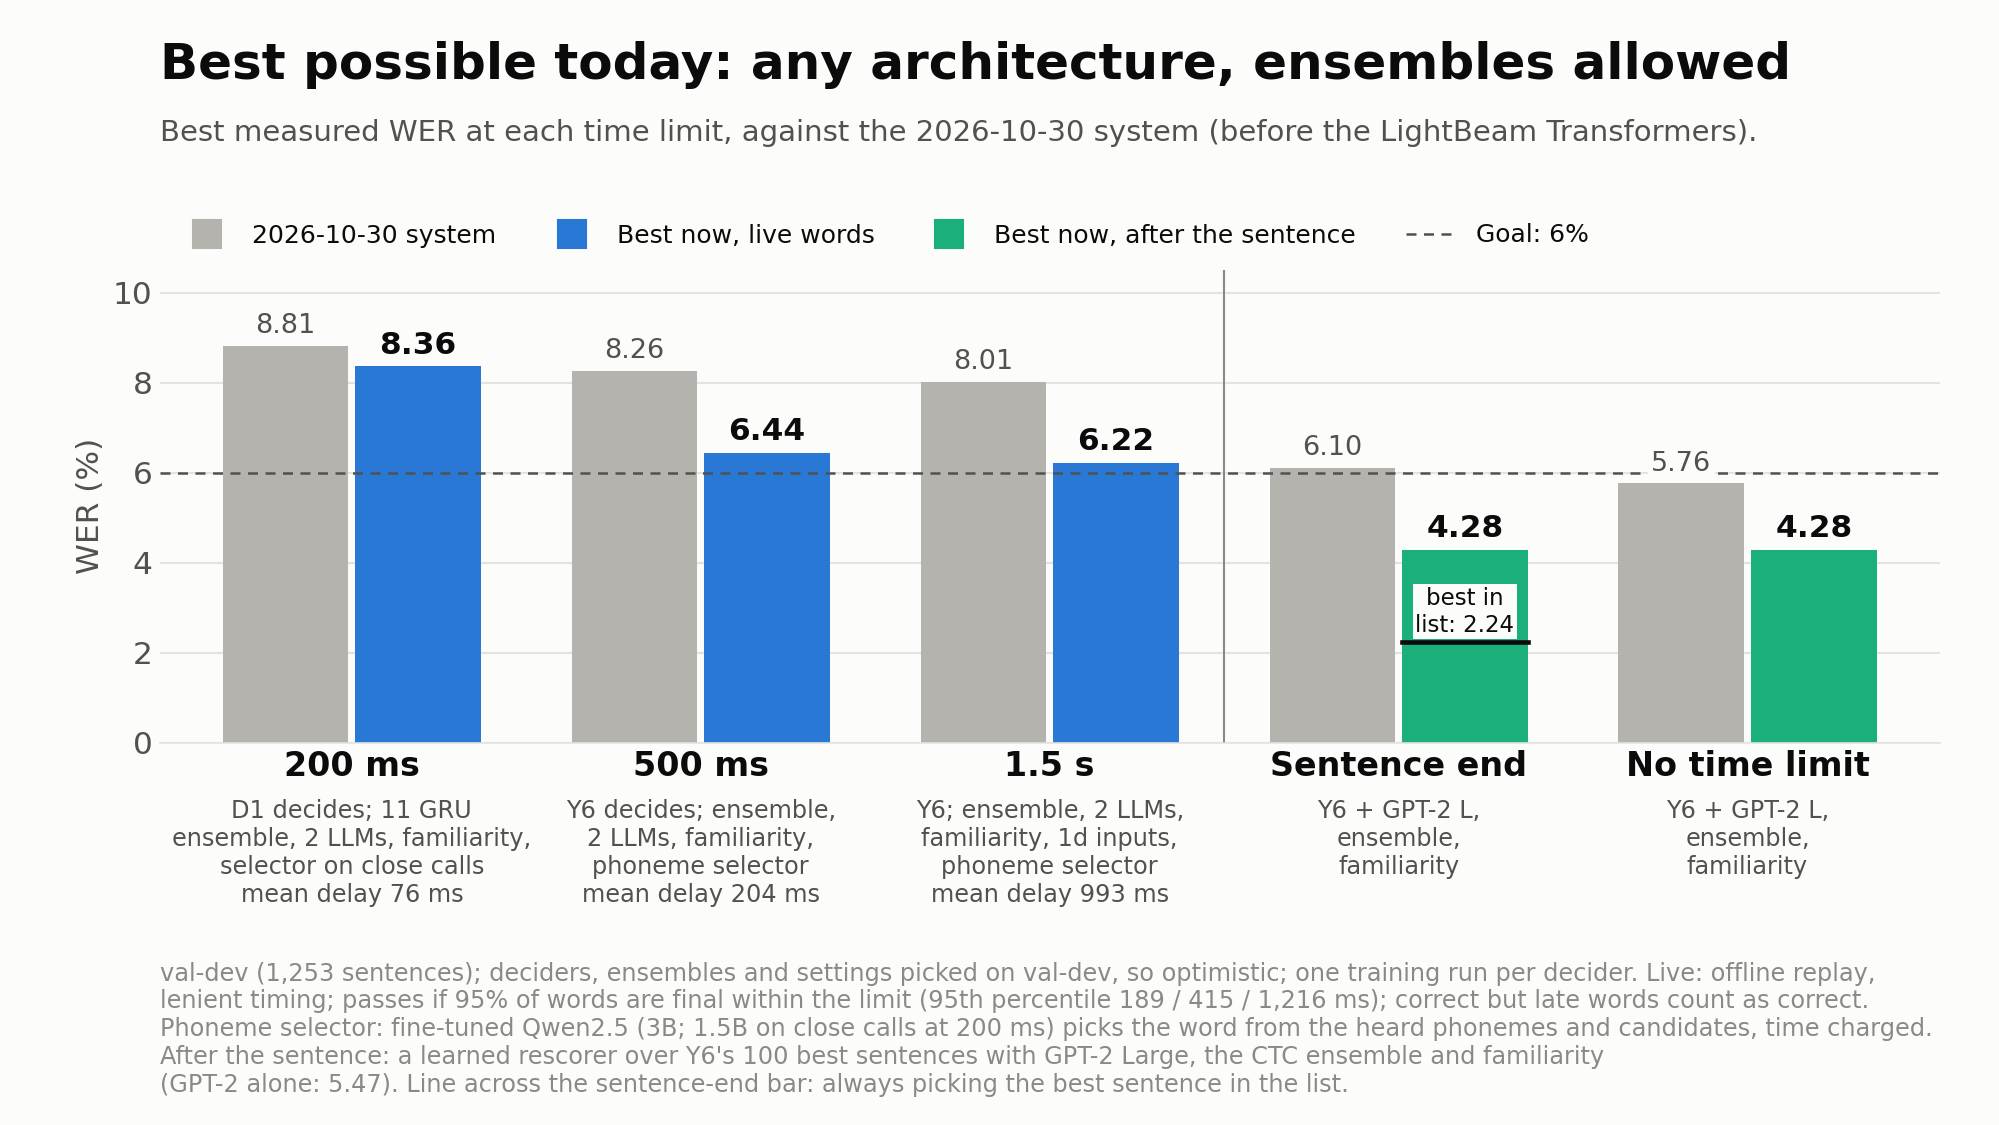 Best possible today: any architecture, ensembles allowed
Best measured WER at each time limit, against the 2026-10-30 system (before the LightBeam Transformers).
2026-10-30 system
Best now, live words
Best now, after the sentence
Goal: 6%
WER (%)
10
8
6
4
2
0
8.81
8.36
8.26
6.44
8.01
6.22
6.10
4.28
best in
list: 2.24
5.76
4.28
200 ms
D1 decides; 11 GRU
ensemble, 2 LLMs, familiarity,
selector on close calls
mean delay 76 ms
500 ms
Y6 decides; ensemble,
2 LLMs, familiarity,
phoneme selector
mean delay 204 ms
1.5 s
Y6; ensemble, 2 LLMs,
familiarity, 1d inputs,
phoneme selector
mean delay 993 ms
Sentence end
Y6 + GPT-2 L,
ensemble,
familiarity
No time limit
Y6 + GPT-2 L,
ensemble,
familiarity
val-dev (1,253 sentences); deciders, ensembles and settings picked on val-dev, so optimistic; one training run per decider. Live: offline replay,
lenient timing; passes if 95% of words are final within the limit (95th percentile 189 / 415 / 1,216 ms); correct but late words count as correct.
Phoneme selector: fine-tuned Qwen2.5 (3B; 1.5B on close calls at 200 ms) picks the word from the heard phonemes and candidates, time charged.
After the sentence: a learned rescorer over Y6's 100 best sentences with GPT-2 Large, the CTC ensemble and familiarity
(GPT-2 alone: 5.47). Line across the sentence-end bar: always picking the best sentence in the list.